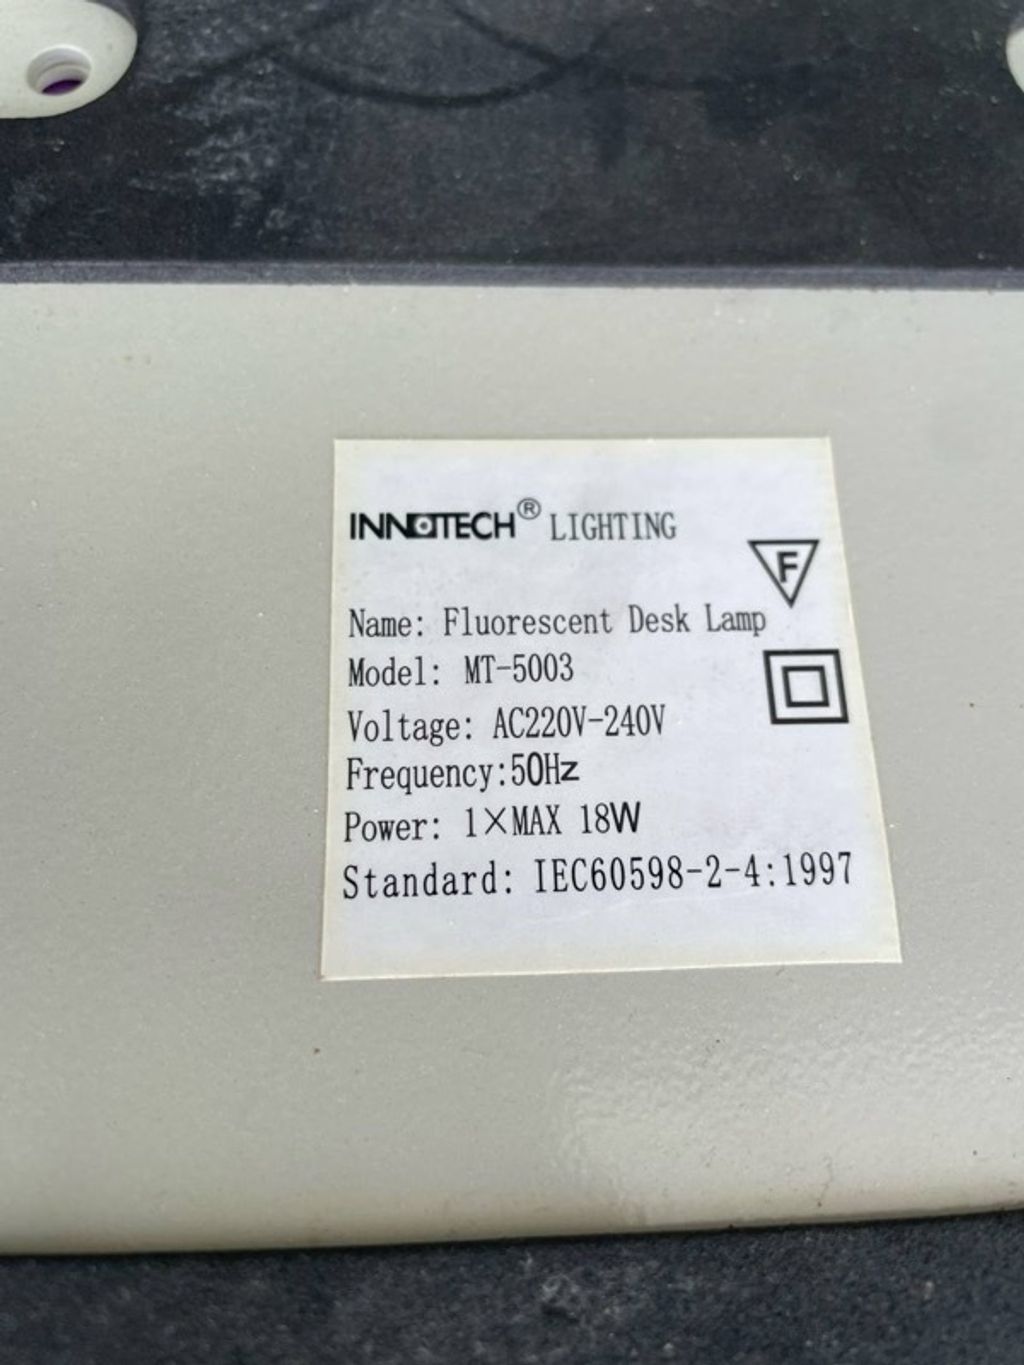 INNOTECH® LIGHTING
F
Name: Fluorescent Desk Lamp
Model: MT-5003
Voltage: AC220V-240V
Frequency:50Hz
Power: 1×MAX 18W
Standard: IEC60598-2-4:1997